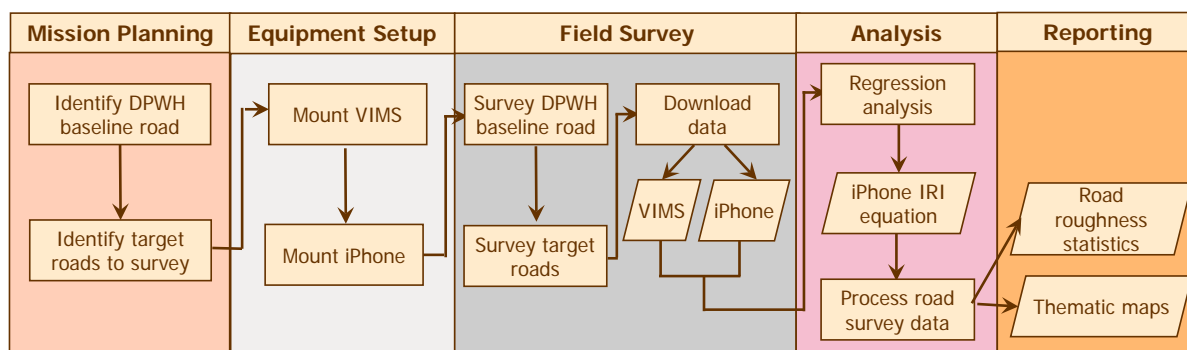 Mission Planning
Equipment Setup
Field Survey
Analysis
Reporting
Identify DPWH
baseline road
Identify target
roads to survey
Mount VIMS
Mount iPhone
Survey DPWH
baseline road
Survey target
roads
Download
data
VIMS
iPhone
Regression
analysis
iPhone IRI
equation
Process road
survey data
Road
roughness
statistics
Thematic maps